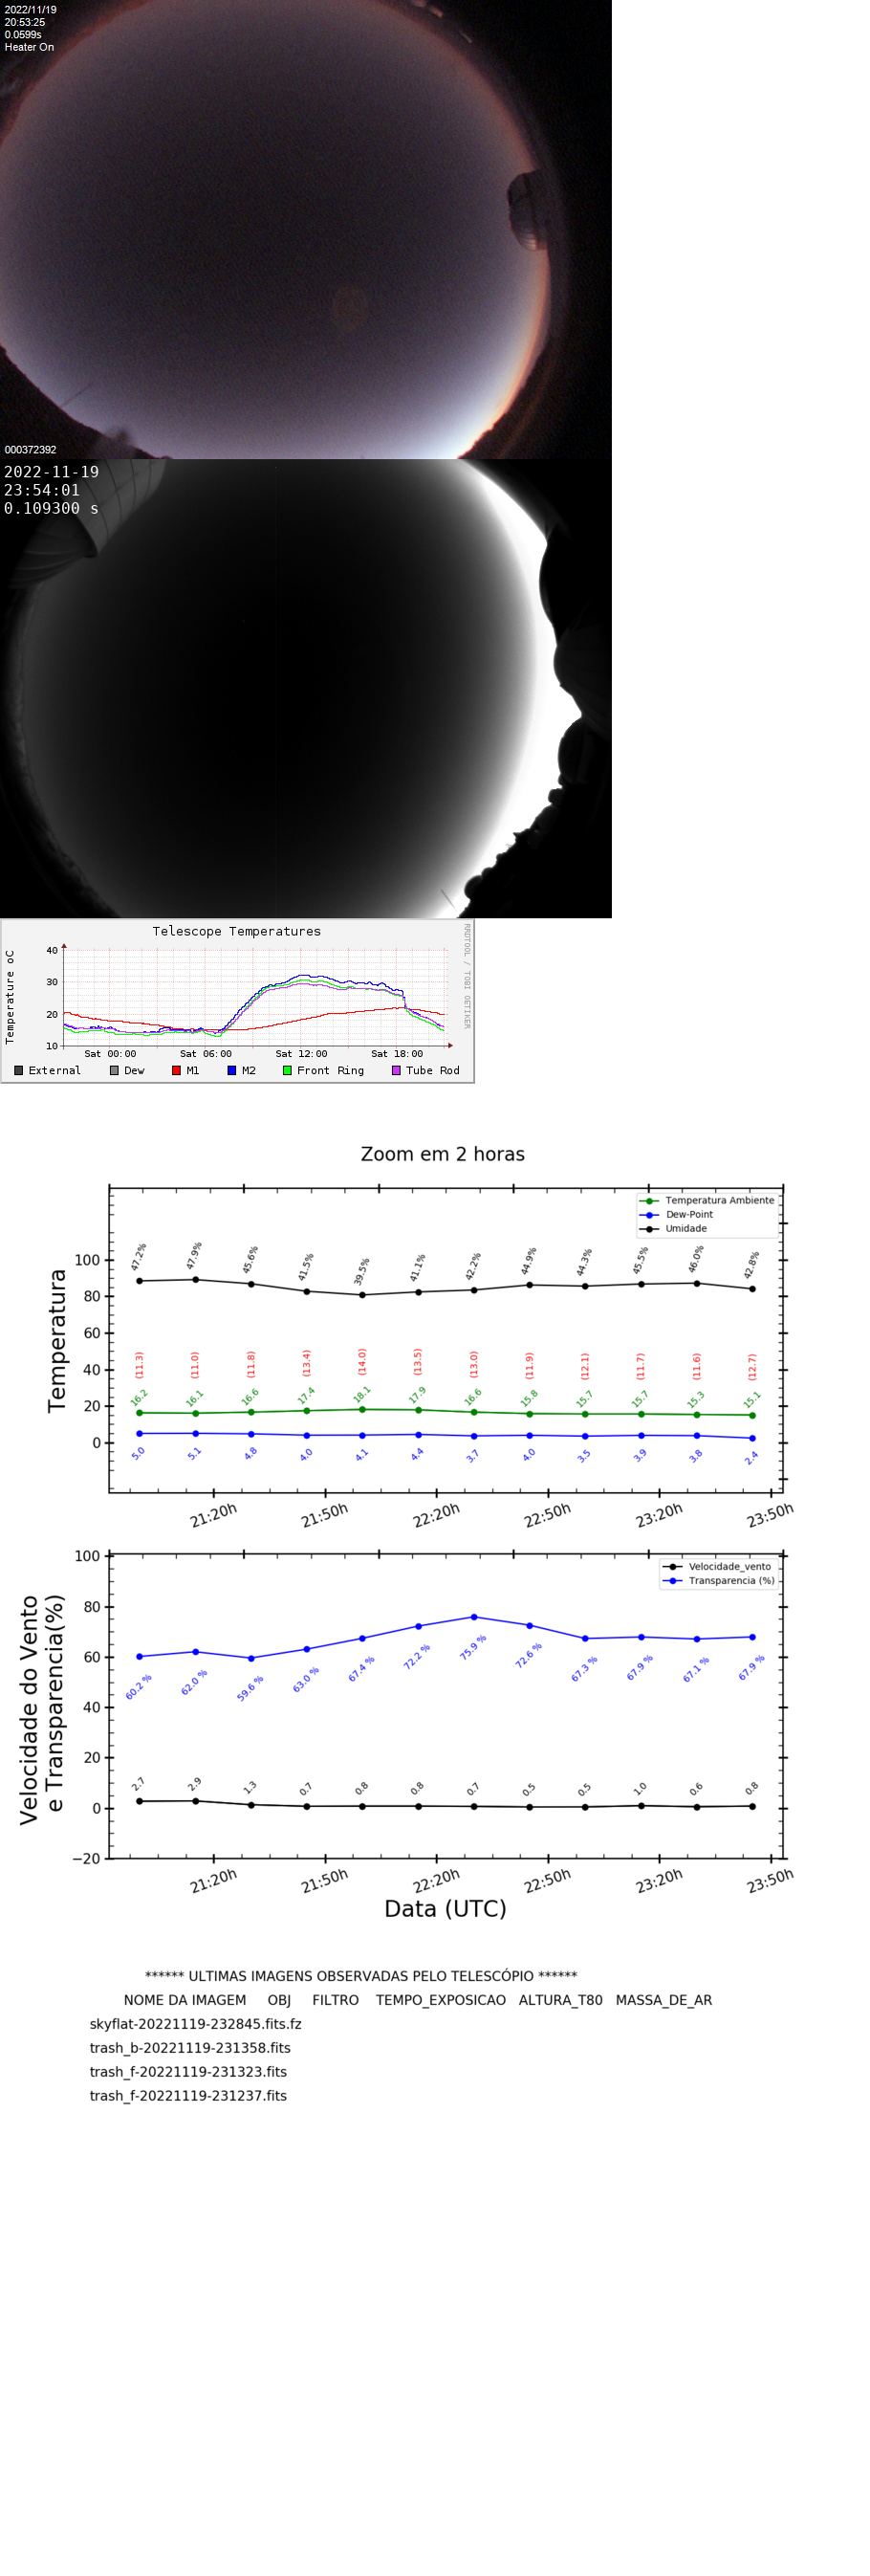 2022/11/19
20:53:25
0.0599s
Heater On
000372392
2022-11-19
23:54:01
0.109300 s
Telescope Temperatures
RRDTOOL / TOBI OETIKER
Temperature oC
40
30
20
10
Sat 00:00 Sat 06:00 Sat 12:00 Sat 18:00
External Dew M1 M2 Front Ring Tube Rod
Zoom em 2 horas
Temperatura Ambiente
Dew-Point
Umidade
Temperatura
100
80
60
40
20
0
47.2% 47.9% 45.6% 41.5% 39.5% 41.1% 42.2% 44.9% 44.3% 45.5% 46.0% 42.8%
(11.3) (11.0) (11.8) (13.4) (14.0) (13.5) (13.0) (11.9) (12.1) (11.7) (11.6) (12.7)
16.2 16.1 16.6 17.4 18.1 17.9 16.6 15.8 15.7 15.7 15.3 15.1
5.0 5.1 4.8 4.0 4.1 4.4 3.7 4.0 3.5 3.9 3.8 2.4
21:20h 21:50h 22:20h 22:50h 23:20h 23:50h
Velocidade_vento
Transparencia (%)
Velocidade do Vento
e Transparencia(%)
100
80
60
40
20
0
−20
60.2 % 62.0 % 59.6 % 63.0 % 67.4 % 72.2 % 75.9 % 72.6 % 67.3 % 67.9 % 67.1 % 67.9 %
2.7 2.9 1.3 0.7 0.8 0.8 0.7 0.5 0.5 1.0 0.6 0.8
21:20h 21:50h 22:20h 22:50h 23:20h 23:50h
Data (UTC)
****** ULTIMAS IMAGENS OBSERVADAS PELO TELESCÓPIO ******
NOME DA IMAGEM OBJ FILTRO TEMPO_EXPOSICAO ALTURA_T80 MASSA_DE_AR
skyflat-20221119-232845.fits.fz
trash_b-20221119-231358.fits
trash_f-20221119-231323.fits
trash_f-20221119-231237.fits